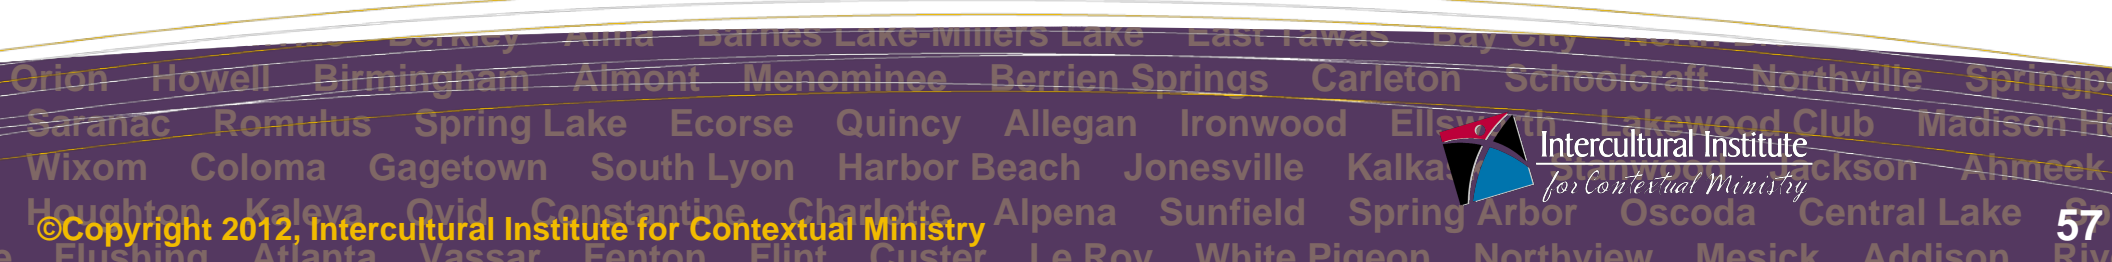 Berkley Alma Barnes Lake-Millers Lake East Tawas Bay City
Orion Howell Birmingham Almont Menominee Berrien Springs Carleton Schoolcraft Northville
Saranac Romulus Spring Lake Ecorse Quincy Allegan Ironwood Lakewood Club Madison
Intercultural Institute
Wixom Coloma Gagetown South Lyon Harbor Beach Jonesville Ahmeek
for Contextual Ministry
Houghton Kaleva Ovid Constantine Charlotte Alpena Sunfield Spring Arbor Oscoda Central Lake
©Copyright 2012, Intercultural Institute for Contextual Ministry
57
Flushing Atlanta Vassar Fenton Flint Custer Le Roy White Pigeon Northview Mesick Addison